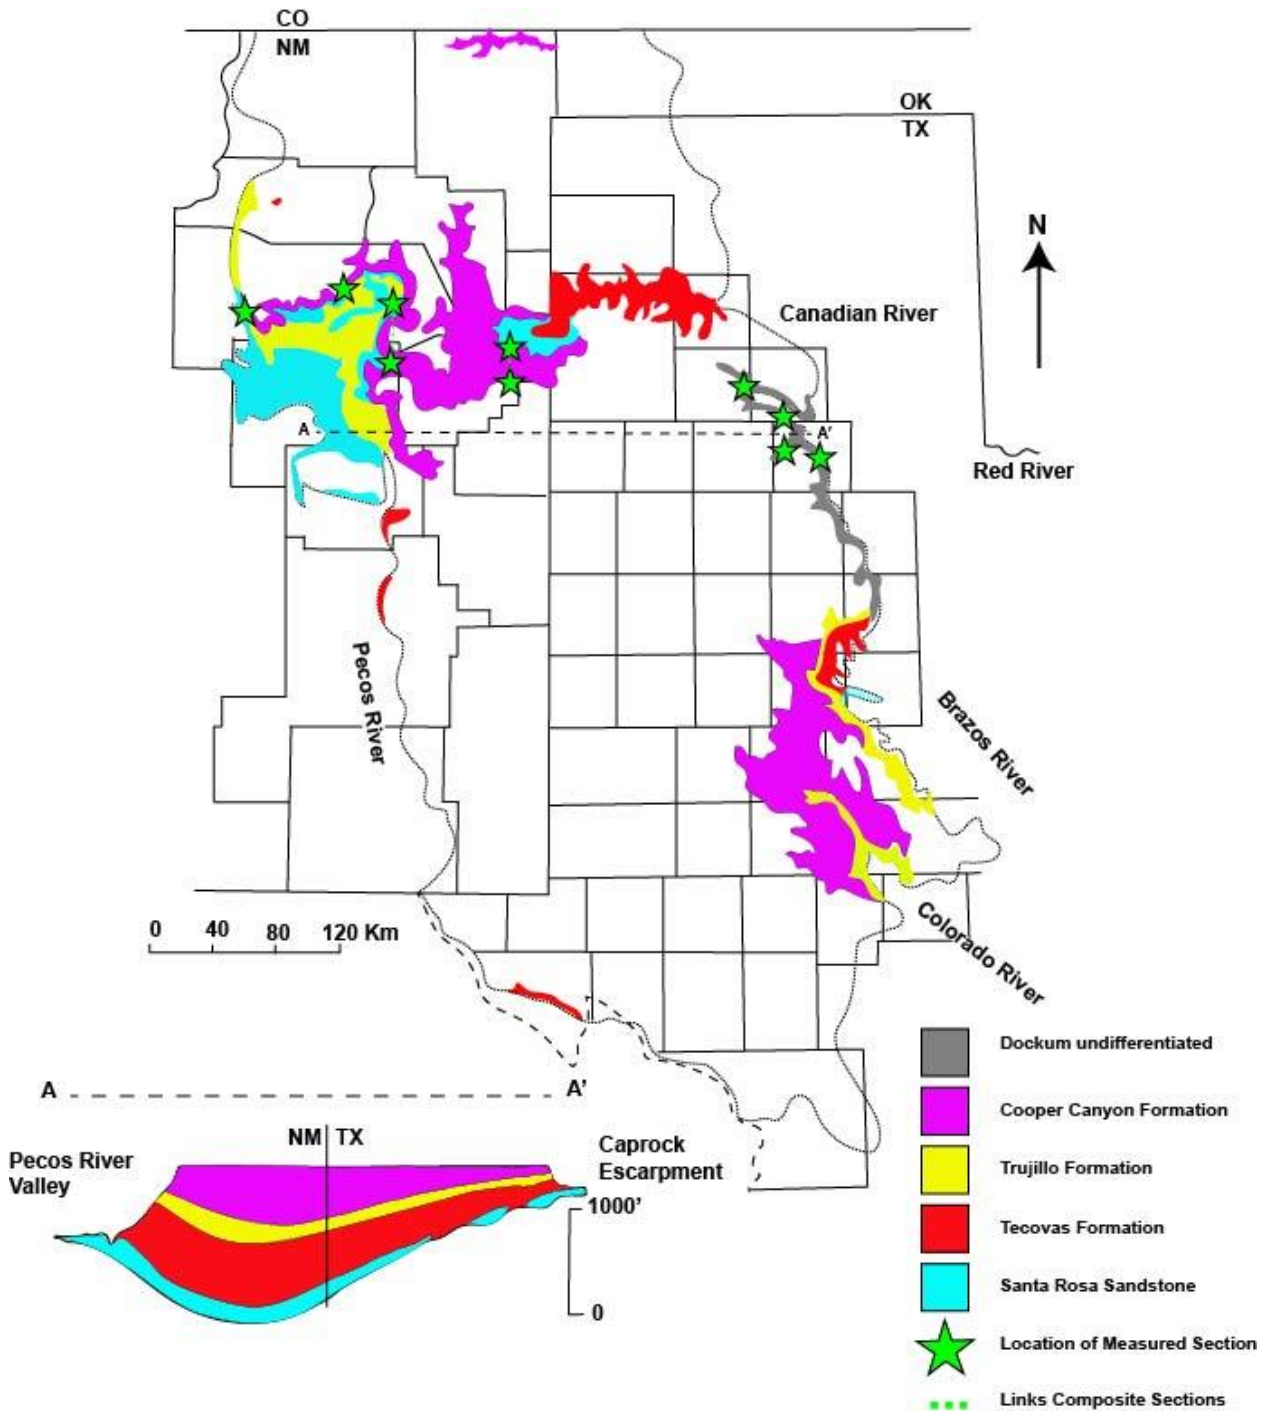 CO
NM
OK
TX
N
Canadian River
A
A'
Red River
Pecos River
Brazos River
0 40 80 120 Km
Colorado River
Dockum undifferentiated
A
A'
Cooper Canyon Formation
NM TX
Pecos River
Valley
Caprock
Escarpment
Trujillo Formation
1000'
Tecovas Formation
Santa Rosa Sandstone
0
Location of Measured Section
Links Composite Sections